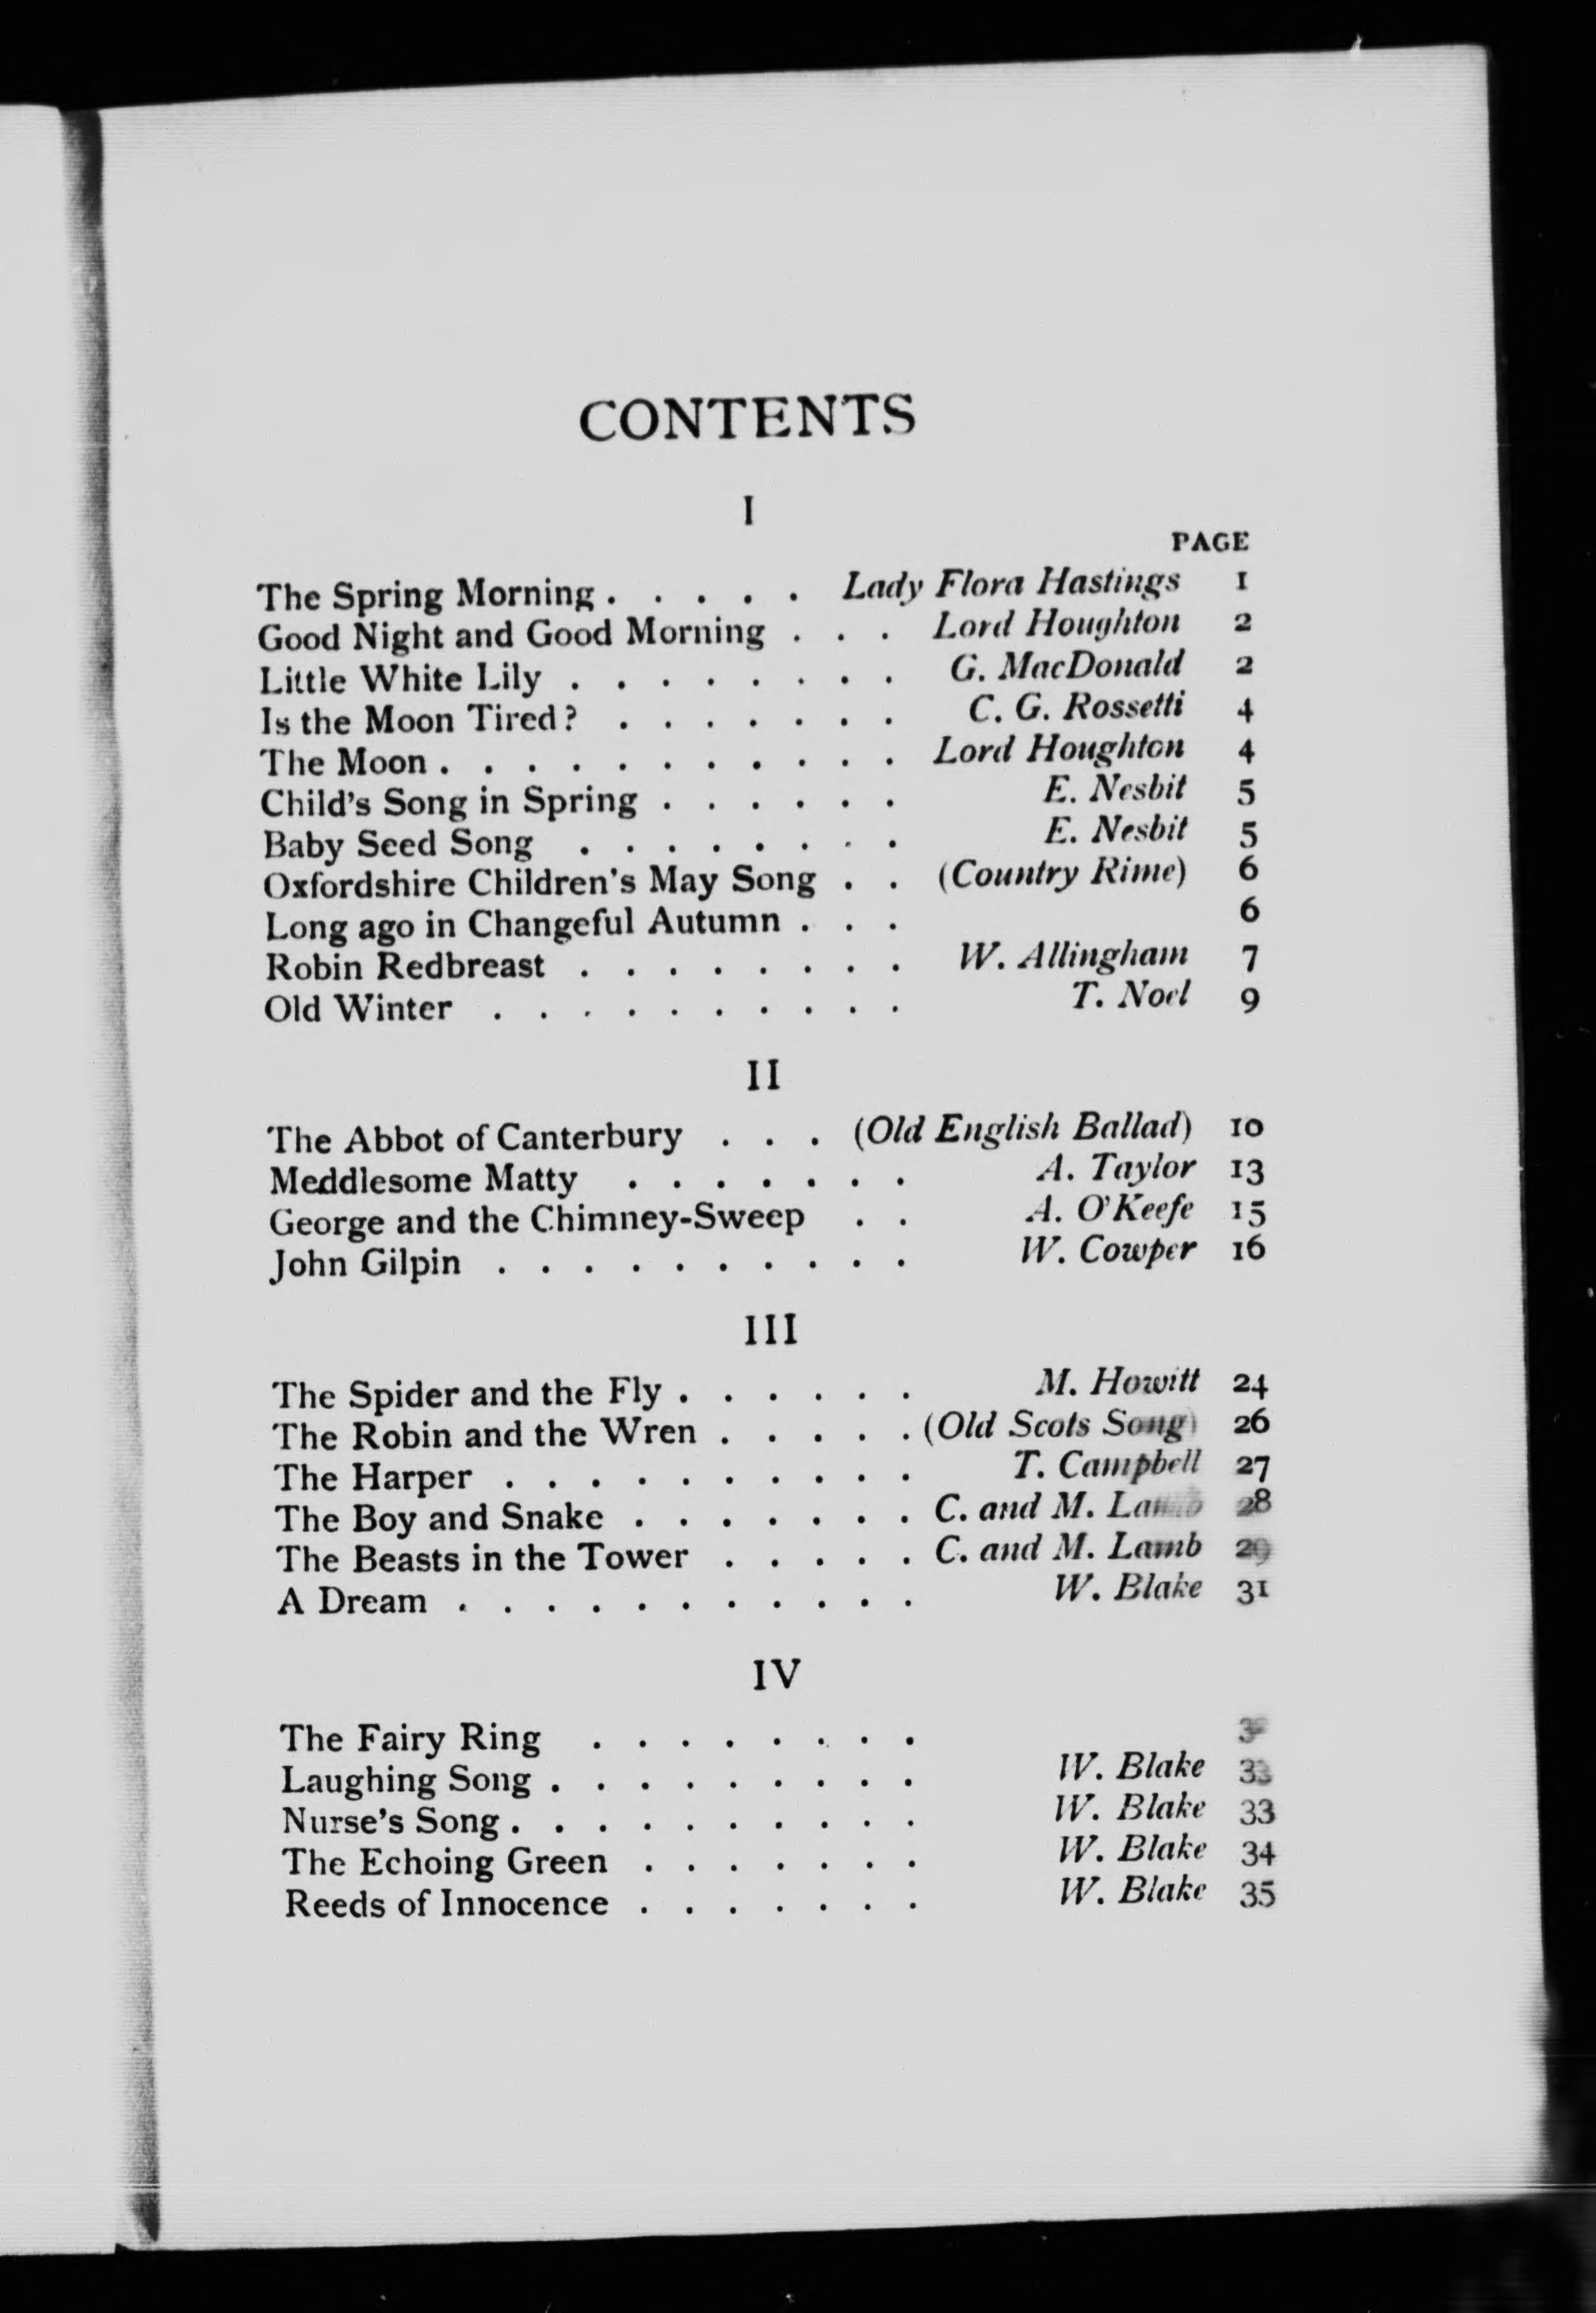 CONTENTS
I
PAGE
The Spring Morning . . . . . Lady Flora Hastings 1
Good Night and Good Morning . . . Lord Houghton 2
Little White Lily . . . . . . . . G. MacDonald 2
Is the Moon Tired? . . . . . . . C. G. Rossetti 4
The Moon . . . . . . . . . . . Lord Houghton 4
Child's Song in Spring . . . . . . E. Nesbit 5
Baby Seed Song . . . . . . . . E. Nesbit 5
Oxfordshire Children's May Song . . (Country Rime) 6
Long ago in Changeful Autumn . . . 6
Robin Redbreast . . . . . . . . W. Allingham 7
Old Winter . . . . . . . . . . T. Noel 9
II
The Abbot of Canterbury . . . (Old English Ballad) 10
Meddlesome Matty . . . . . . . A. Taylor 13
George and the Chimney-Sweep . . A. O'Keefe 15
John Gilpin . . . . . . . . . . W. Cowper 16
III
The Spider and the Fly . . . . . . M. Howitt 24
The Robin and the Wren . . . . . (Old Scots Song) 26
The Harper . . . . . . . . . . T. Campbell 27
The Boy and Snake . . . . . . . C. and M. Lamb 28
The Beasts in the Tower . . . . . C. and M. Lamb 29
A Dream . . . . . . . . . . . W. Blake 31
IV
The Fairy Ring . . . . . . . .
Laughing Song . . . . . . . . . W. Blake 33
Nurse's Song . . . . . . . . . . W. Blake 33
The Echoing Green . . . . . . . W. Blake 34
Reeds of Innocence . . . . . . . W. Blake 35